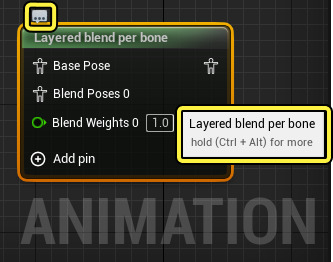 Layered blend per bone
Base Pose
Blend Poses 0
Blend Weights 0 1.0
Layered blend per bone
hold (Ctrl + Alt) for more
Add pin
ANIMATION